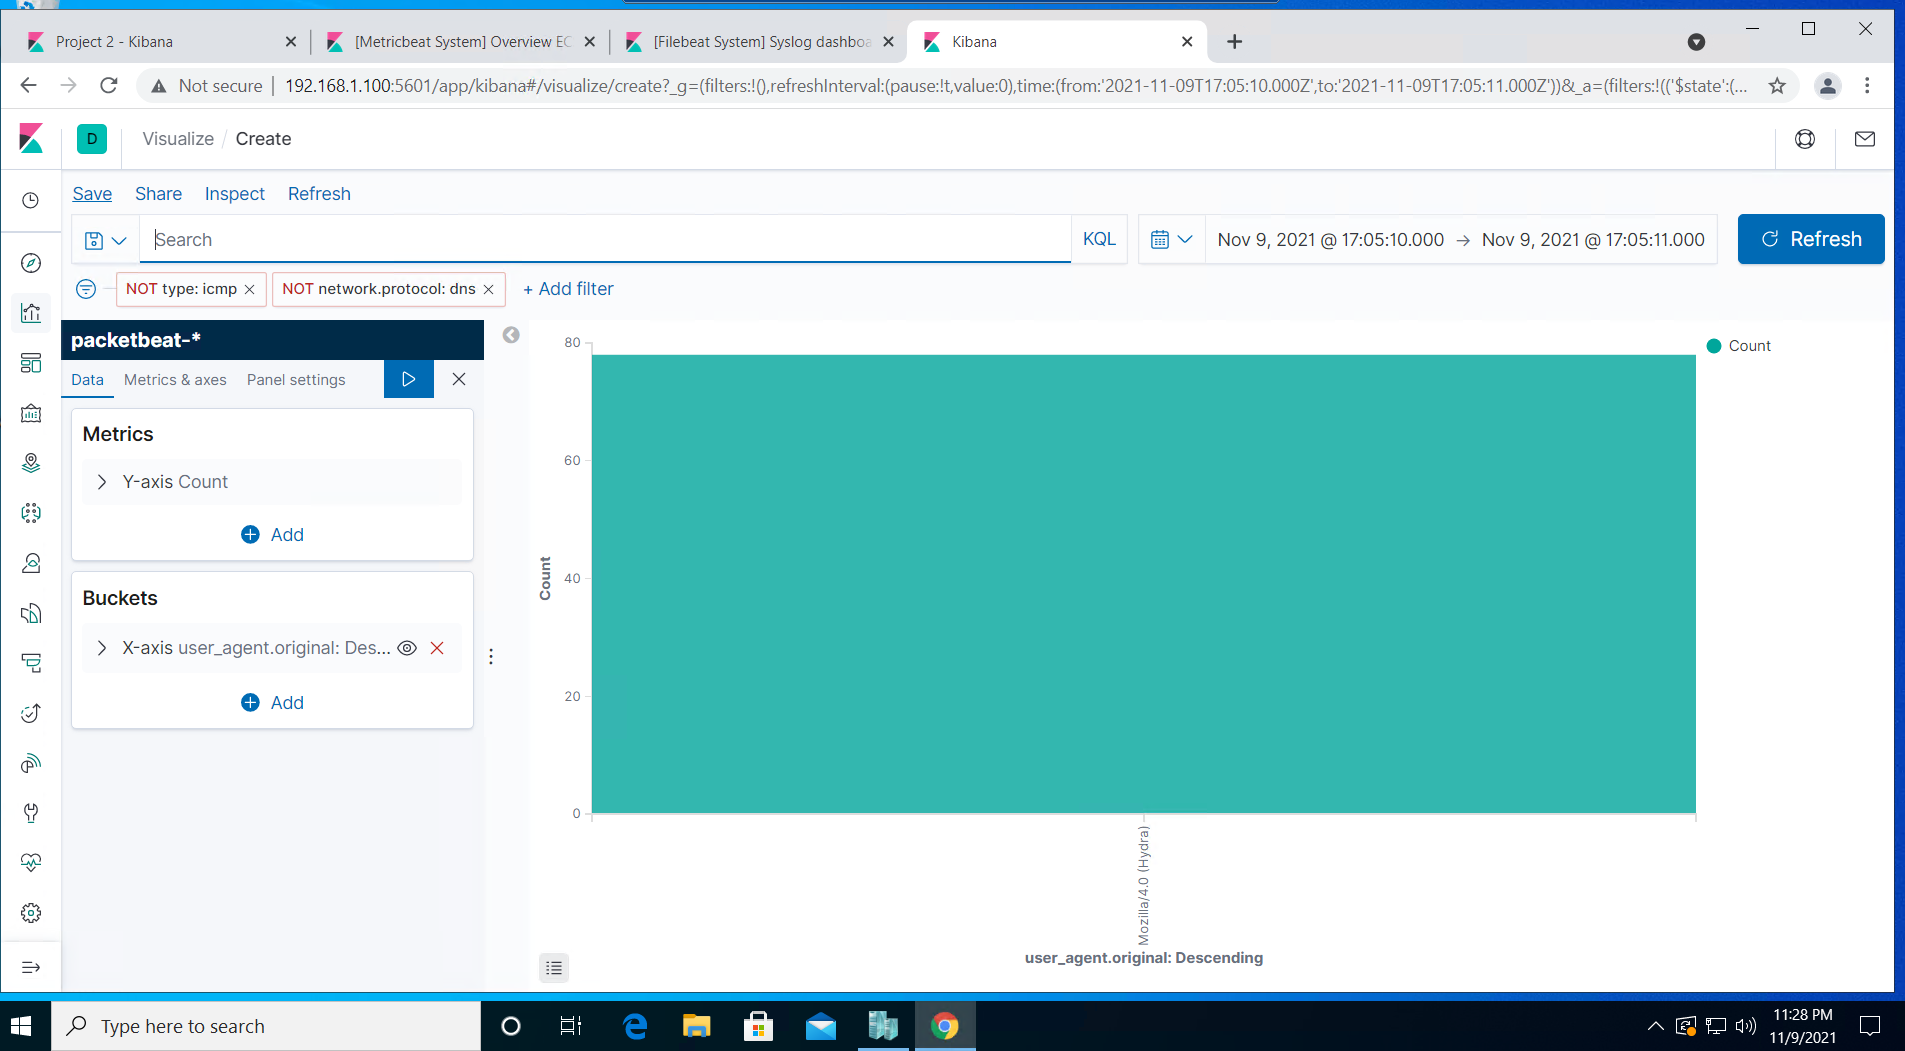 Project 2 - Kibana
[Metricbeat System] Overview EC
[Filebeat System] Syslog dashboa
Kibana
Not secure
192.168.1.100:5601/app/kibana#/visualize/create?_g=(filters:!(),refreshInterval:(pause:!t,value:0),time:(from:'2021-11-09T17:05:10.000Z',to:'2021-11-09T17:05:11.000Z'))&_a=(filters:!(('$state':(...
D
Visualize / Create
Save Share Inspect Refresh
Search
KQL
Nov 9, 2021 @ 17:05:10.000 → Nov 9, 2021 @ 17:05:11.000
Refresh
NOT type: icmp
NOT network.protocol: dns
+ Add filter
packetbeat-*
Data Metrics & axes Panel settings
Metrics
Y-axis Count
Add
Buckets
X-axis user_agent.original: Des...
Add
80
60
40
20
0
Count
Mozilla/4.0 (Hydra)
user_agent.original: Descending
Count
Type here to search
11:28 PM
11/9/2021